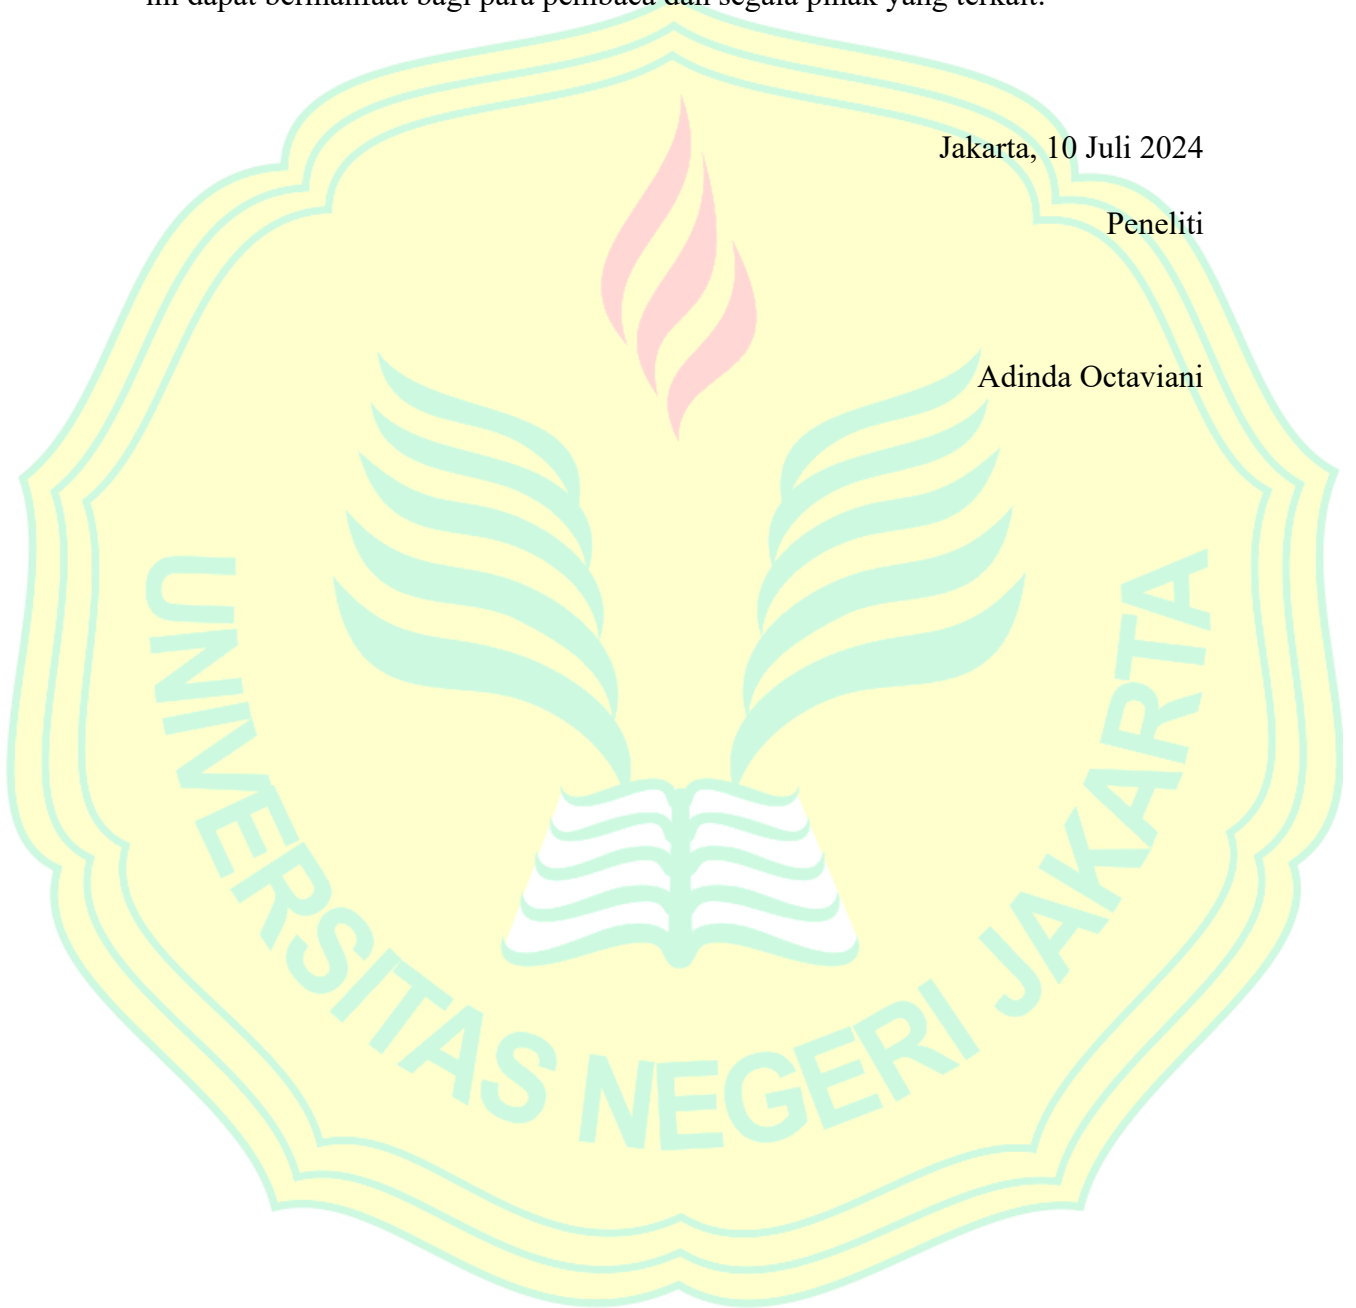 ini dapat bermanfaat bagi para pembaca dan segala pihak yang terkait.
Jakarta, 10 Juli 2024
Peneliti
Adinda Octaviani
UNIVERSITAS NEGERI JAKARTA